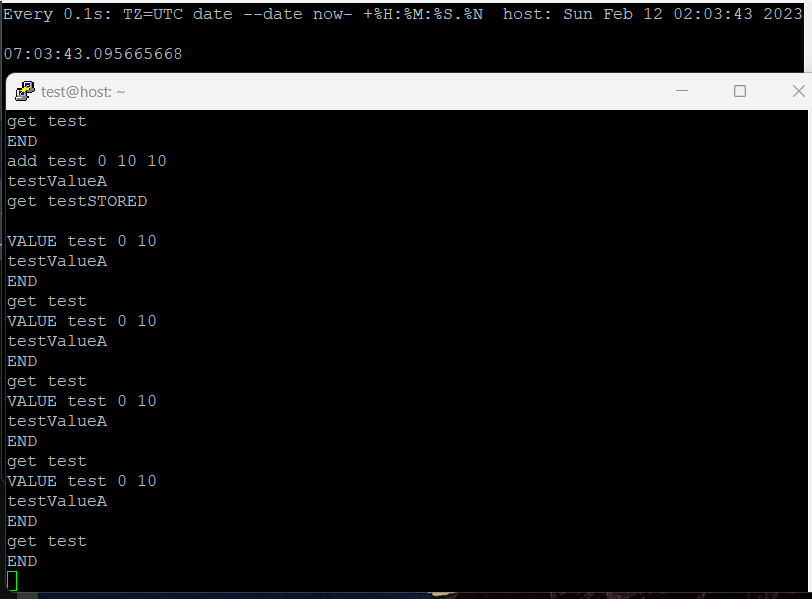 Every 0.1s: TZ=UTC date --date now- +%H:%M:%S.%N  host: Sun Feb 12 02:03:43 2023
07:03:43.095665668
test@host: ~
get test
END
add test 0 10 10
testValueA
get testSTORED
VALUE test 0 10
testValueA
END
get test
VALUE test 0 10
testValueA
END
get test
VALUE test 0 10
testValueA
END
get test
VALUE test 0 10
testValueA
END
get test
END